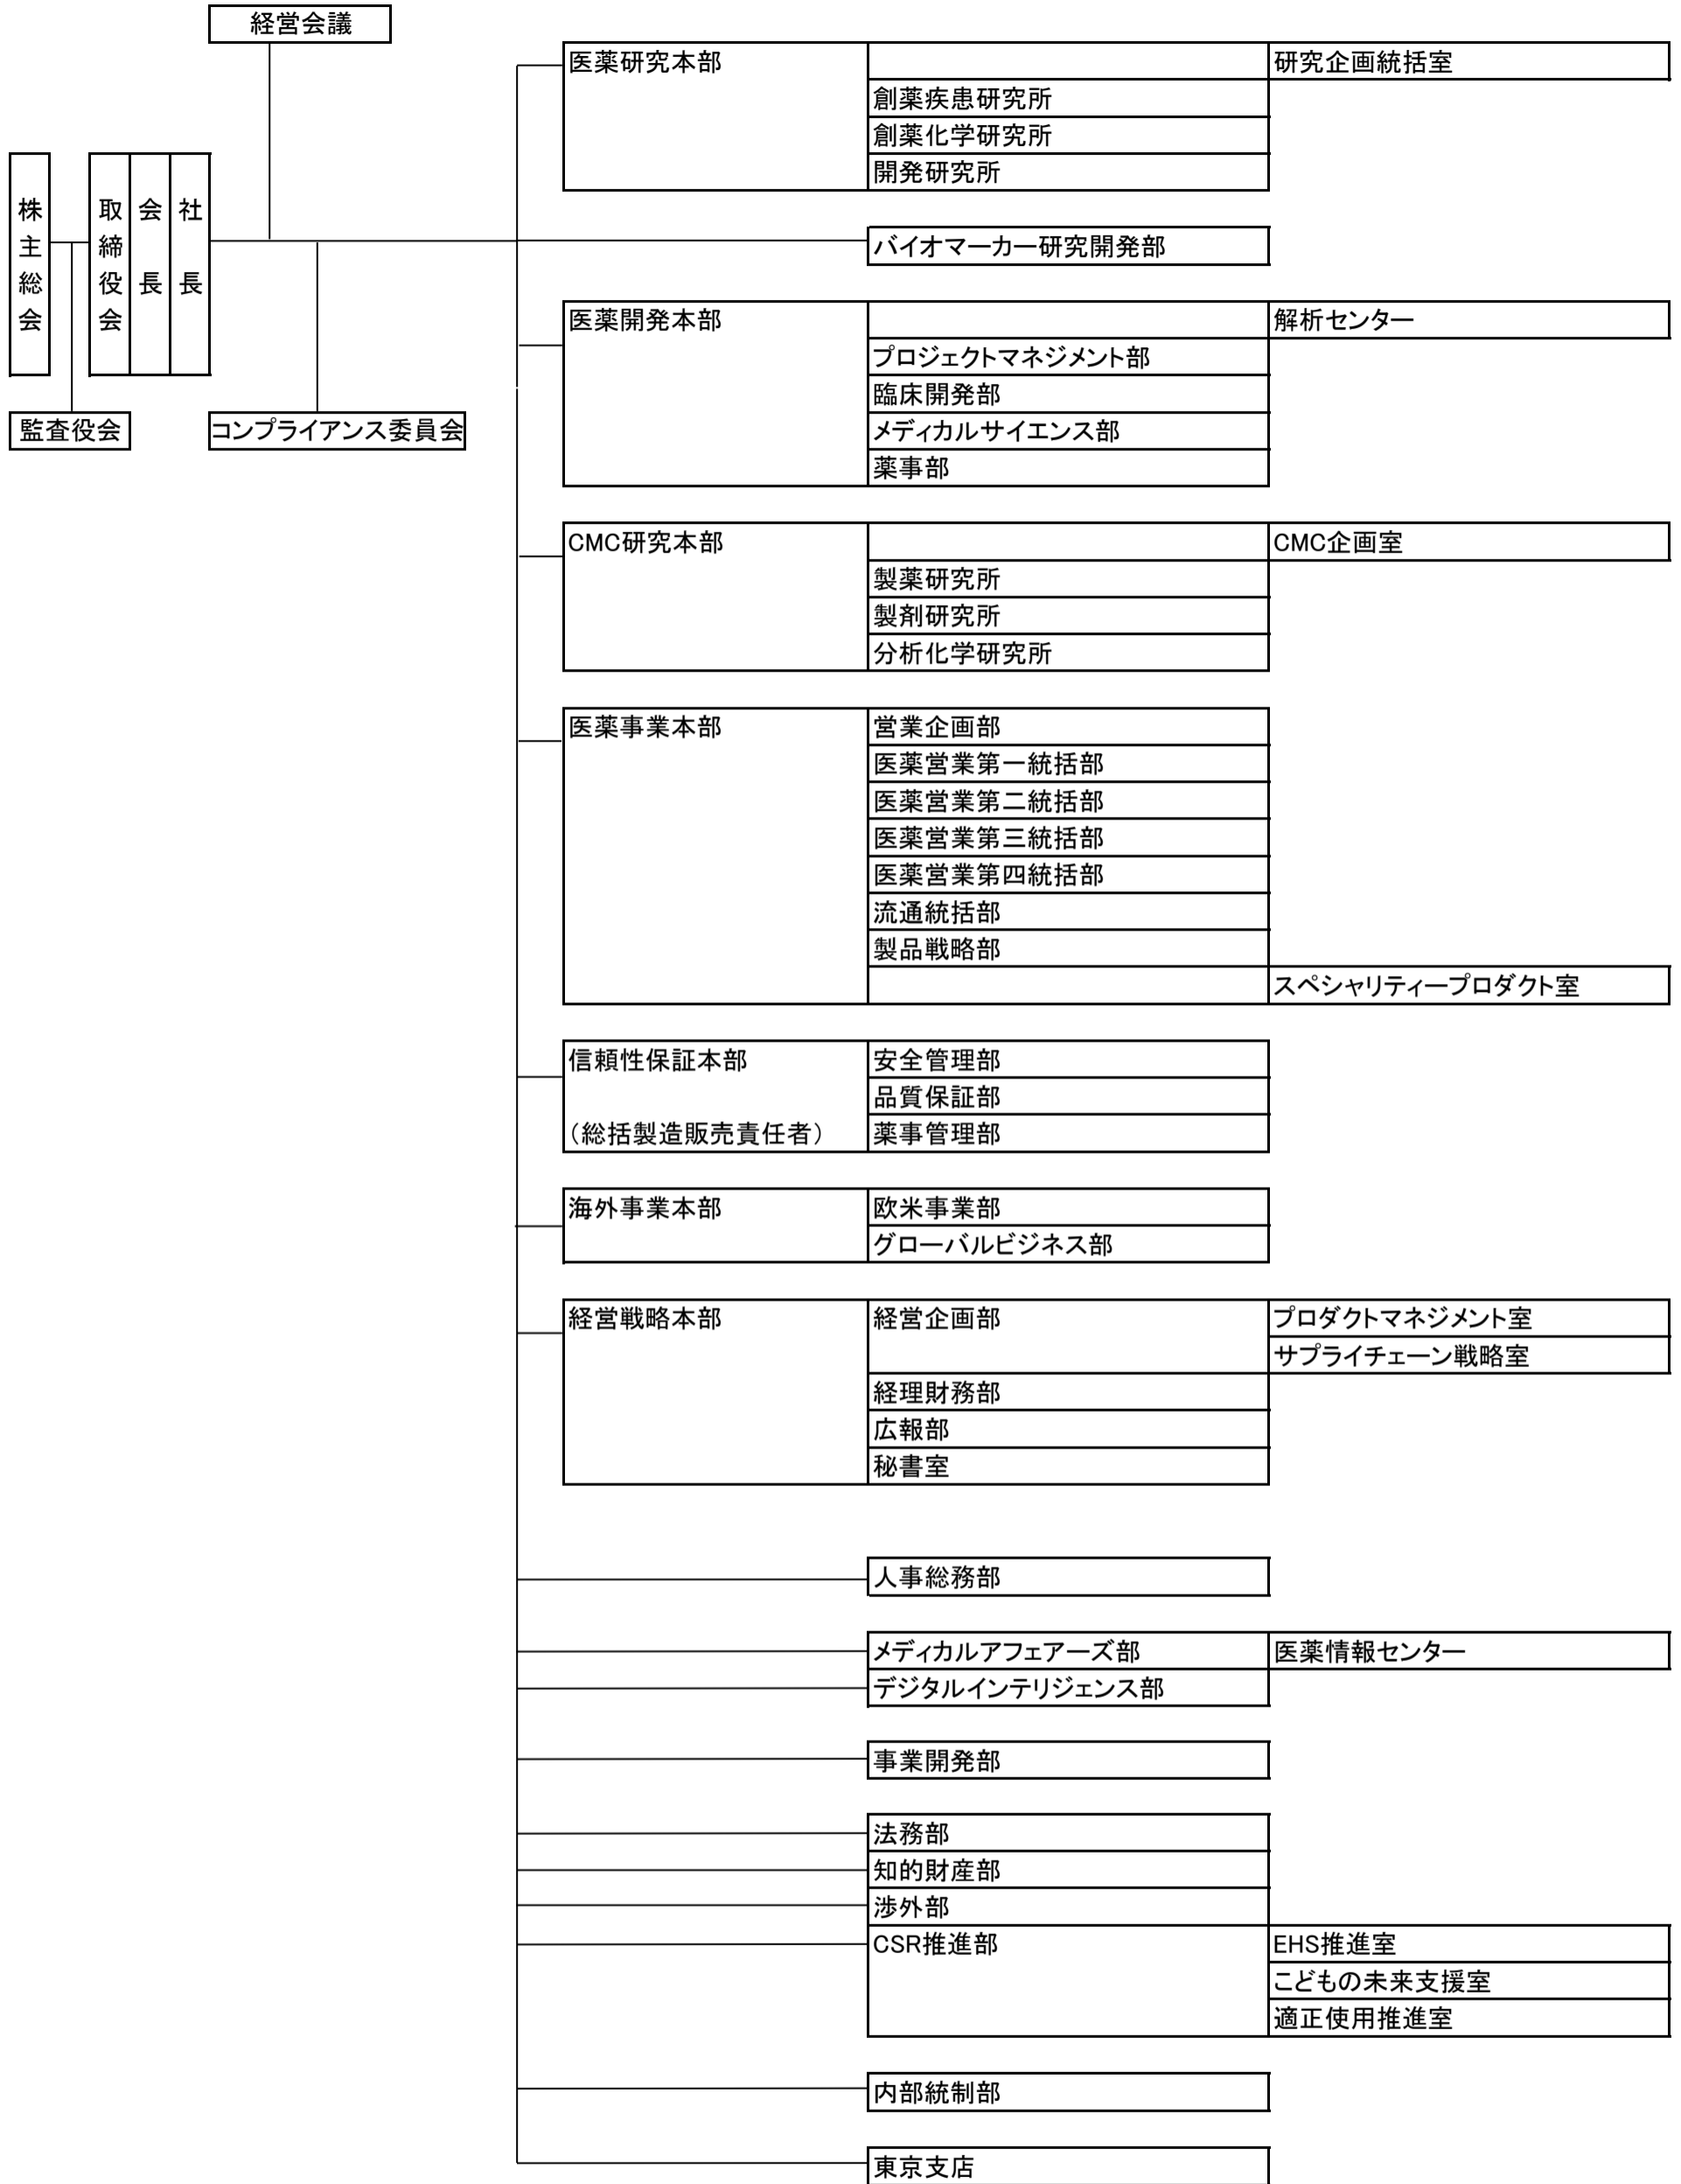 経営会議
株主総会
取締役会
会長
社長
監査役会
コンプライアンス委員会
医薬研究本部
研究企画統括室
創薬疾患研究所
創薬化学研究所
開発研究所
バイオマーカー研究開発部
医薬開発本部
解析センター
プロジェクトマネジメント部
臨床開発部
メディカルサイエンス部
薬事部
CMC研究本部
CMC企画室
製薬研究所
製剤研究所
分析化学研究所
医薬事業本部
営業企画部
医薬営業第一統括部
医薬営業第二統括部
医薬営業第三統括部
医薬営業第四統括部
流通統括部
製品戦略部
スペシャリティープロダクト室
信頼性保証本部
安全管理部
品質保証部
（総括製造販売責任者）
薬事管理部
海外事業本部
欧米事業部
グローバルビジネス部
経営戦略本部
経営企画部
プロダクトマネジメント室
サプライチェーン戦略室
経理財務部
広報部
秘書室
人事総務部
メディカルアフェアーズ部
医薬情報センター
デジタルインテリジェンス部
事業開発部
法務部
知的財産部
渉外部
CSR推進部
EHS推進室
こどもの未来支援室
適正使用推進室
内部統制部
東京支店